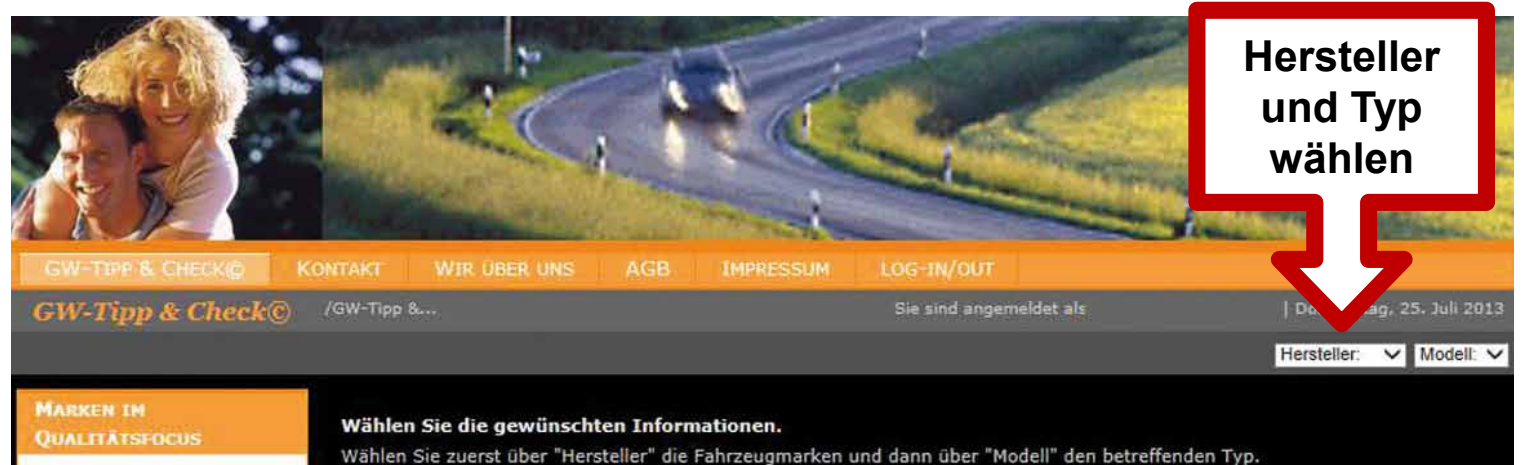 Hersteller
und Typ
wählen
GW-TIPP & CHECK© KONTAKT WIR ÜBER UNS AGB IMPRESSUM LOG-IN/OUT
GW-Tipp & Check© /GW-Tipp &... Sie sind angemeldet als | 25. Juli 2013
Hersteller: Modell:
MARKEN IM
QUALITÄTSFOCUS
Wählen Sie die gewünschten Informationen.
Wählen Sie zuerst über "Hersteller" die Fahrzeugmarken und dann über "Modell" den betreffenden Typ.